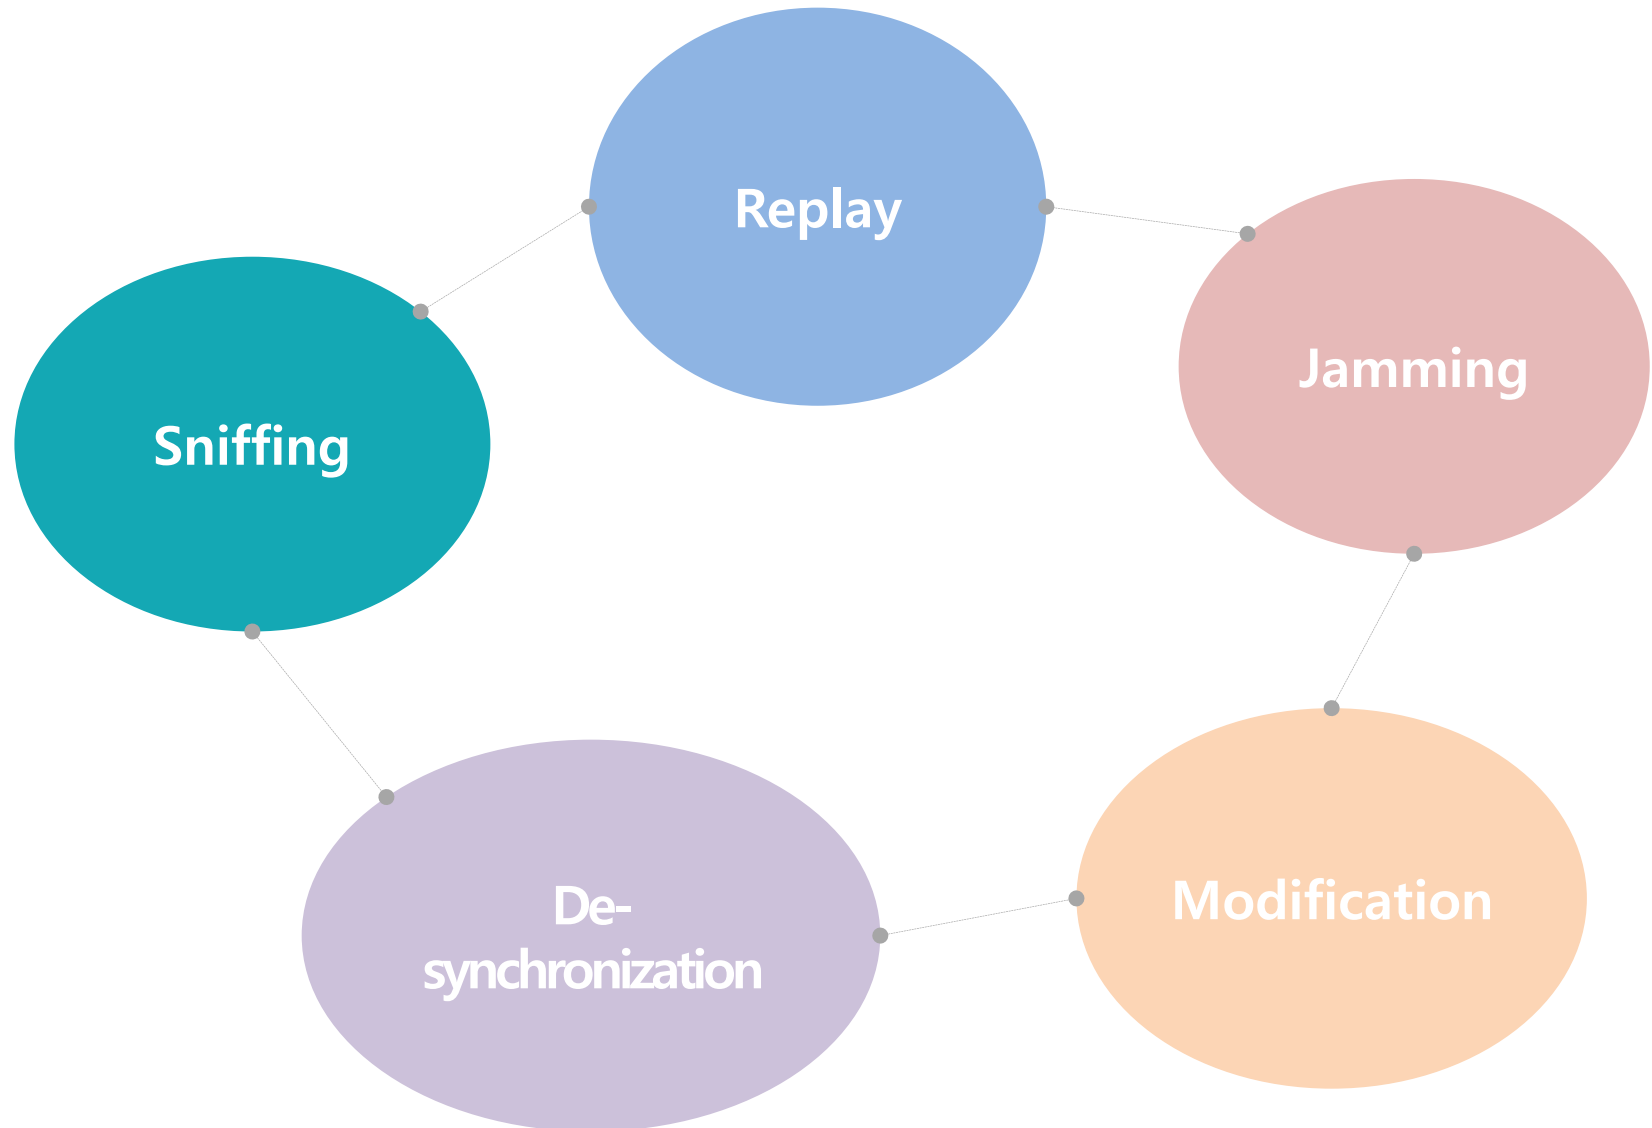 Replay
Jamming
Sniffing
De-
synchronization
Modification